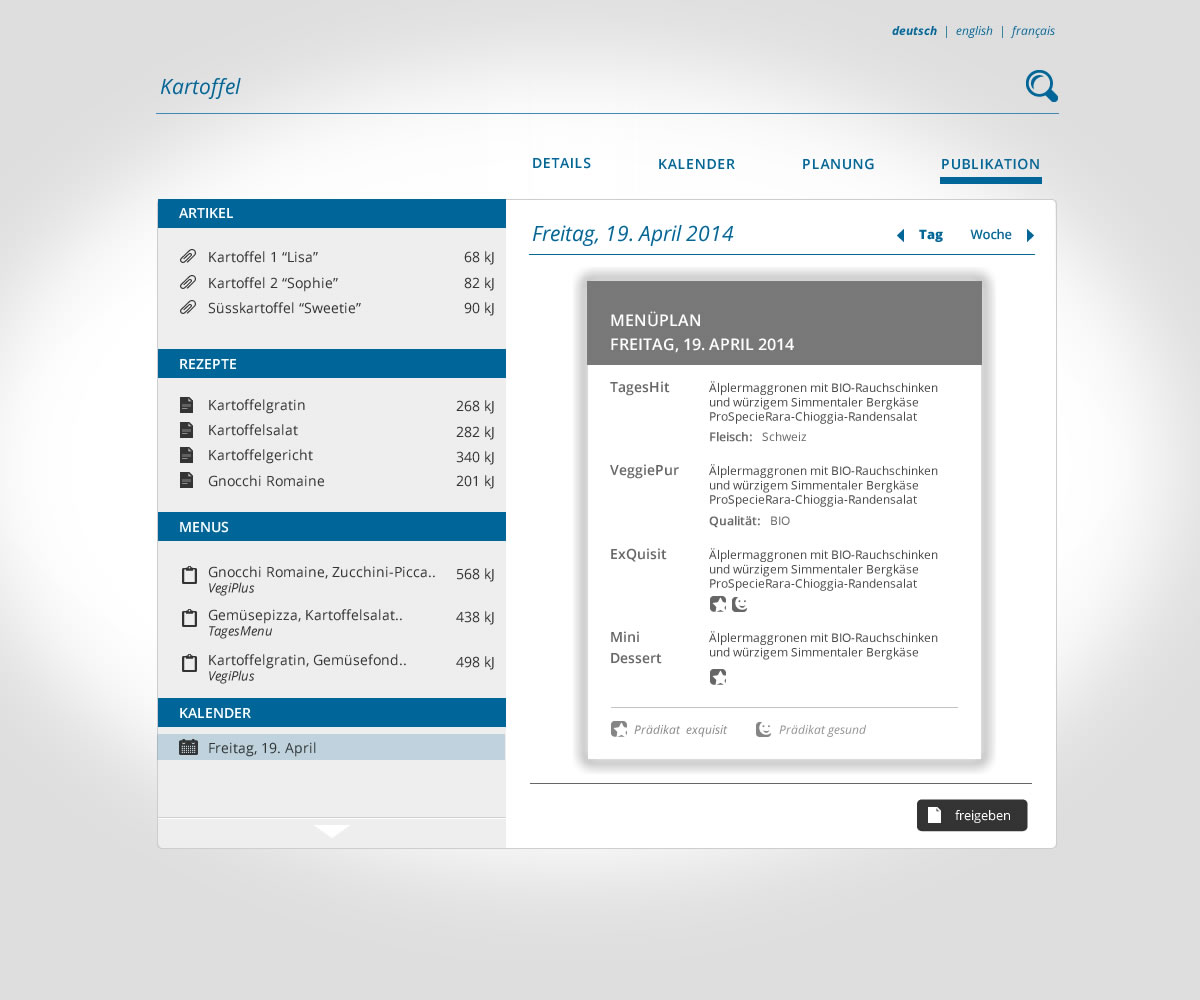 deutsch | english | français
Kartoffel
DETAILS KALENDER PLANUNG PUBLIKATION
ARTIKEL
Kartoffel 1 “Lisa” 68 kJ
Kartoffel 2 “Sophie” 82 kJ
Süsskartoffel “Sweetie” 90 kJ
REZEPTE
Kartoffelgratin 268 kJ
Kartoffelsalat 282 kJ
Kartoffelgericht 340 kJ
Gnocchi Romaine 201 kJ
MENUS
Gnocchi Romaine, Zucchini-Picca.. 568 kJ
VegiPlus
Gemüsepizza, Kartoffelsalat.. 438 kJ
TagesMenu
Kartoffelgratin, Gemüsefond.. 498 kJ
VegiPlus
KALENDER
Freitag, 19. April
Freitag, 19. April 2014 Tag Woche
MENÜPLAN
FREITAG, 19. APRIL 2014
TagesHit Älplermaggronen mit BIO-Rauchschinken
und würzigem Simmentaler Bergkäse
ProSpecieRara-Chioggia-Randensalat
Fleisch: Schweiz
VeggiePur Älplermaggronen mit BIO-Rauchschinken
und würzigem Simmentaler Bergkäse
ProSpecieRara-Chioggia-Randensalat
Qualität: BIO
ExQuisit Älplermaggronen mit BIO-Rauchschinken
und würzigem Simmentaler Bergkäse
ProSpecieRara-Chioggia-Randensalat
Mini Älplermaggronen mit BIO-Rauchschinken
Dessert und würzigem Simmentaler Bergkäse
Prädikat exquisit Prädikat gesund
freigeben